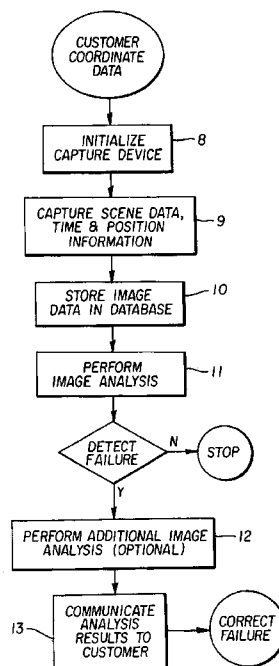 CUSTOMER
COORDINATE
DATA
INITIALIZE
CAPTURE DEVICE
8
CAPTURE SCENE DATA,
TIME & POSITION
INFORMATION
9
STORE IMAGE
DATA IN DATABASE
10
PERFORM
IMAGE ANALYSIS
11
DETECT
FAILURE
N
STOP
Y
PERFORM ADDITIONAL IMAGE
ANALYSIS (OPTIONAL)
12
COMMUNICATE
ANALYSIS
RESULTS TO
CUSTOMER
13
CORRECT
FAILURE